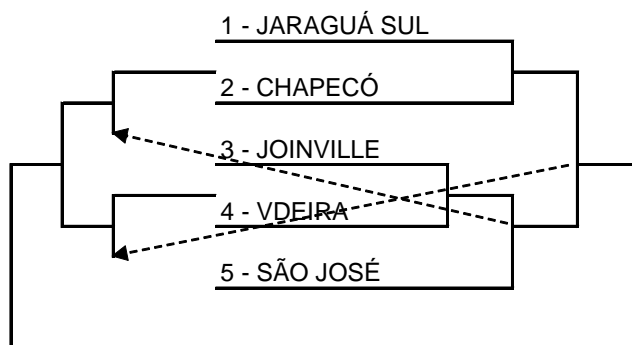 1 - JARAGUÁ SUL
2 - CHAPECÓ
3 - JOINVILLE
4 - VDEIRA
5 - SÃO JOSÉ